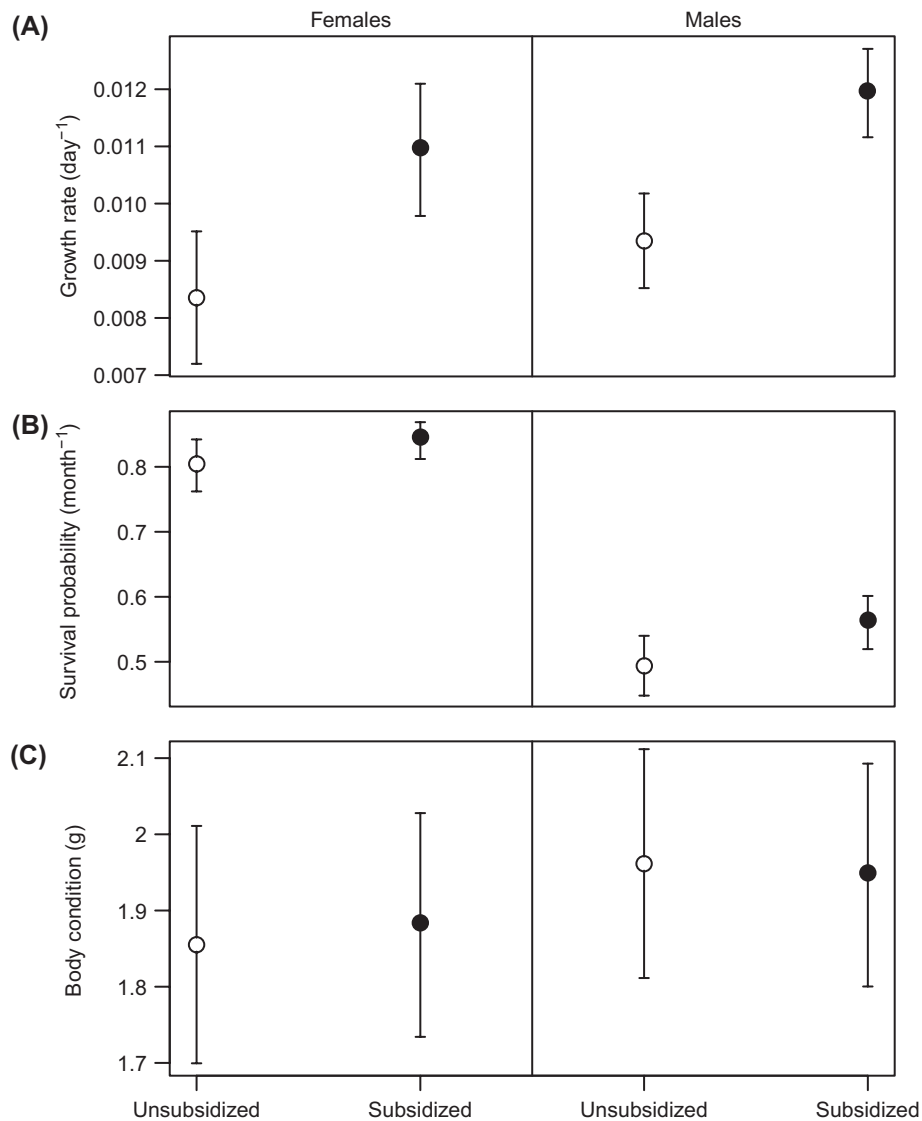 Females Males
(A)
Growth rate (day⁻¹)
0.012
0.011
0.010
0.009
0.008
0.007
(B)
Survival probability (month⁻¹)
0.8
0.7
0.6
0.5
(C)
Body condition (g)
2.1
2
1.9
1.8
1.7
Unsubsidized Subsidized Unsubsidized Subsidized